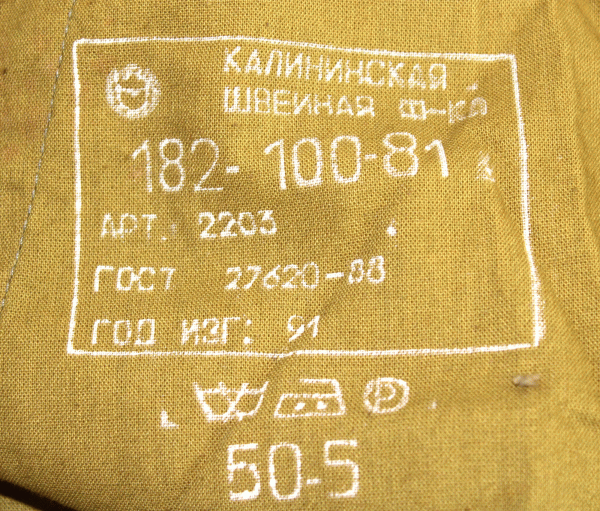 КАЛИНИНСКАЯ
ШВЕЙНАЯ Ф-КА
182-100-81
АРТ. 2203
ГОСТ 27620-88
ГОД ИЗГ: 91
P
50-5